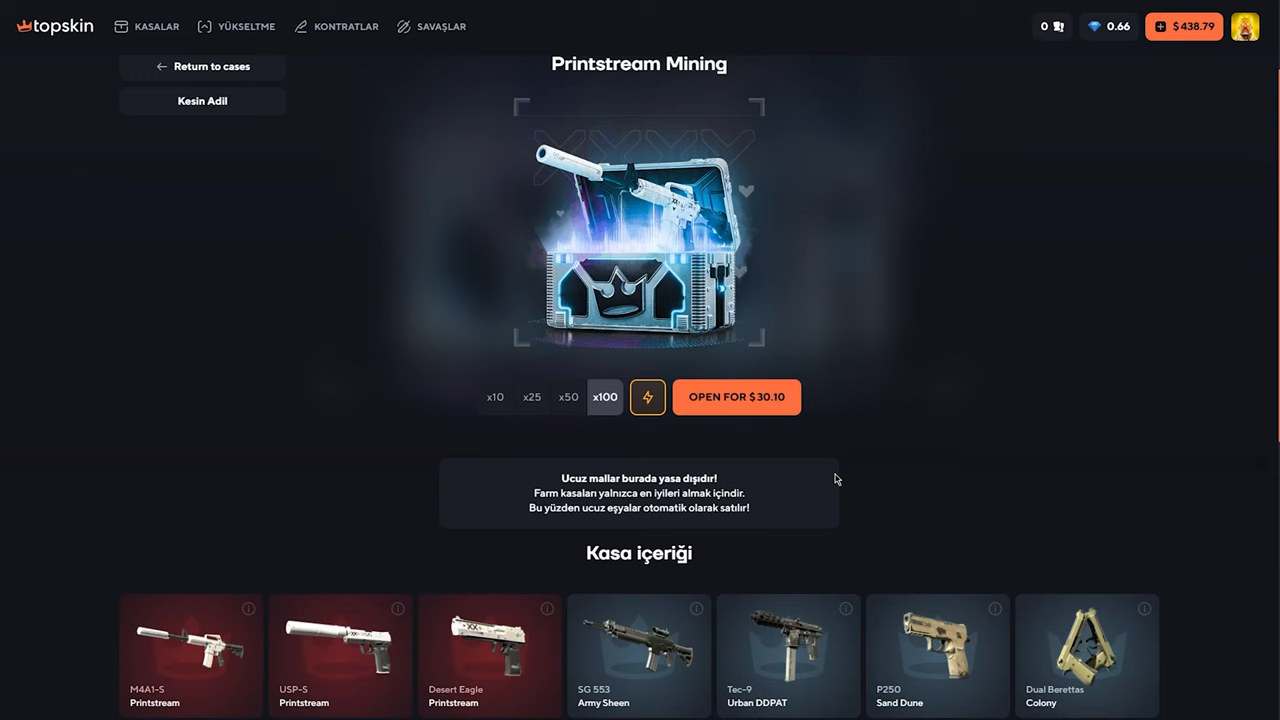 topskin
KASALAR
YÜKSELTME
KONTRATLAR
SAVAŞLAR
0
0.66
$ 438.79
← Return to cases
Kesin Adil
Printstream Mining
x10
x25
x50
x100
OPEN FOR $ 30.10
Ucuz mallar burada yasa dışıdır!
Farm kasaları yalnızca en iyileri almak içindir.
Bu yüzden ucuz eşyalar otomatik olarak satılır!
Kasa içeriği
M4A1-S
Printstream
USP-S
Printstream
Desert Eagle
Printstream
SG 553
Army Sheen
Tec-9
Urban DDPAT
P250
Sand Dune
Dual Berettas
Colony